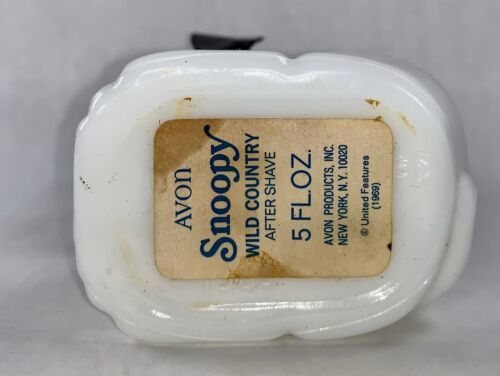 AVON
Snoopy
WILD COUNTRY
AFTER SHAVE
5 FL. OZ.
AVON PRODUCTS, INC.
NEW YORK, N.Y. 10020
© United Features
(1969)